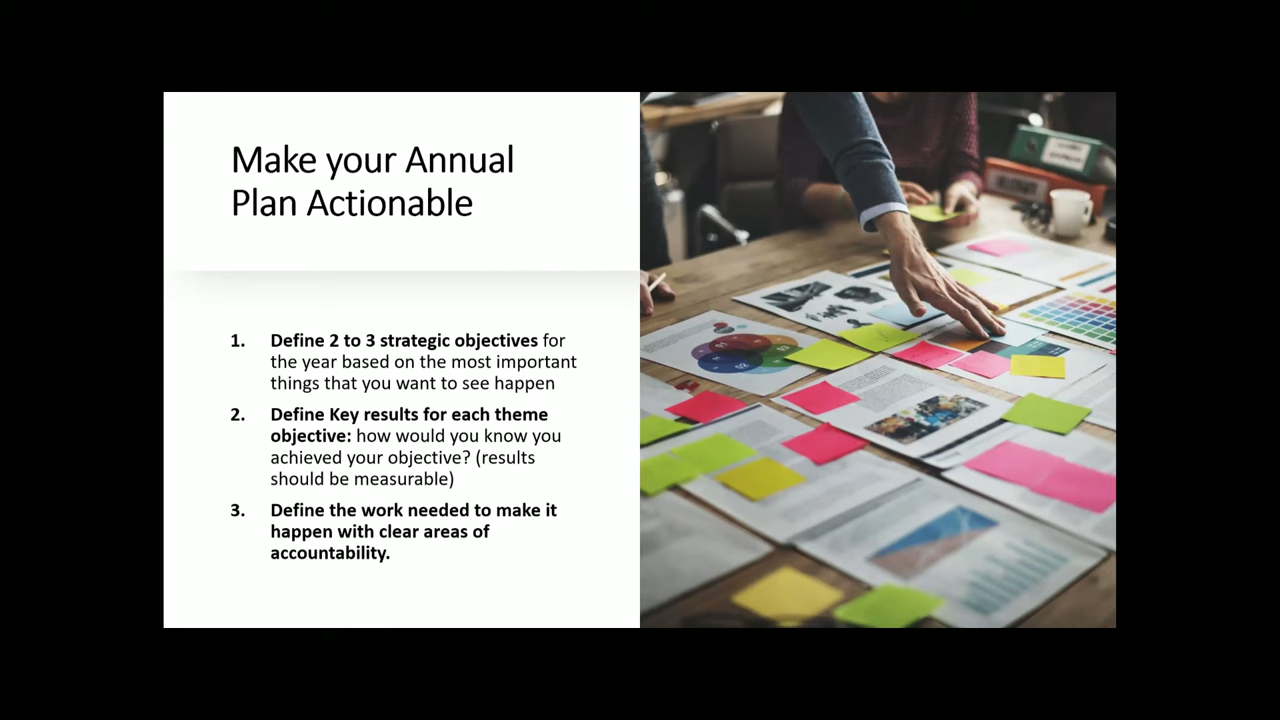 Make your Annual
Plan Actionable
1. Define 2 to 3 strategic objectives for
the year based on the most important
things that you want to see happen
2. Define Key results for each theme
objective: how would you know you
achieved your objective? (results
should be measurable)
3. Define the work needed to make it
happen with clear areas of
accountability.